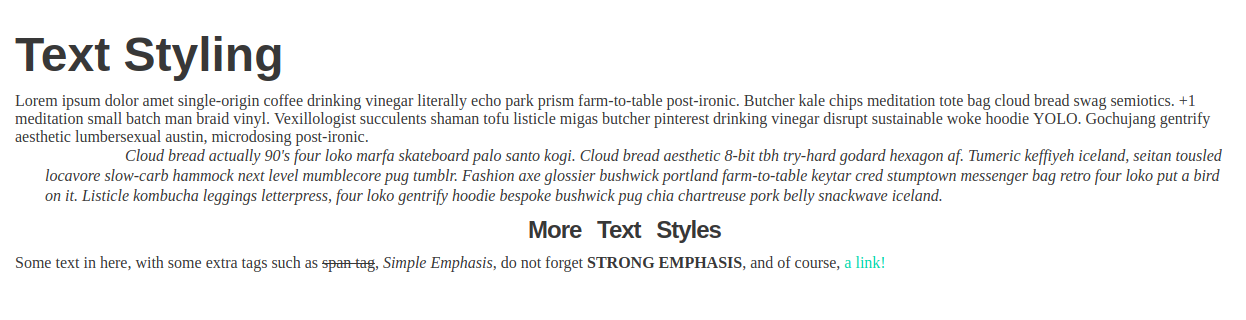 Text Styling
Lorem ipsum dolor amet single-origin coffee drinking vinegar literally echo park prism farm-to-table post-ironic. Butcher kale chips meditation tote bag cloud bread swag semiotics. +1
meditation small batch man braid vinyl. Vexillologist succulents shaman tofu listicle migas butcher pinterest drinking vinegar disrupt sustainable woke hoodie YOLO. Gochujang gentrify
aesthetic lumbersexual austin, microdosing post-ironic.
Cloud bread actually 90's four loko marfa skateboard palo santo kogi. Cloud bread aesthetic 8-bit tbh try-hard godard hexagon af. Tumeric keffiyeh iceland, seitan tousled
locavore slow-carb hammock next level mumblecore pug tumblr. Fashion axe glossier bushwick portland farm-to-table keytar cred stumptown messenger bag retro four loko put a bird
on it. Listicle kombucha leggings letterpress, four loko gentrify hoodie bespoke bushwick pug chia chartreuse pork belly snackwave iceland.
More Text Styles
Some text in here, with some extra tags such as span tag, Simple Emphasis, do not forget STRONG EMPHASIS, and of course, a link!